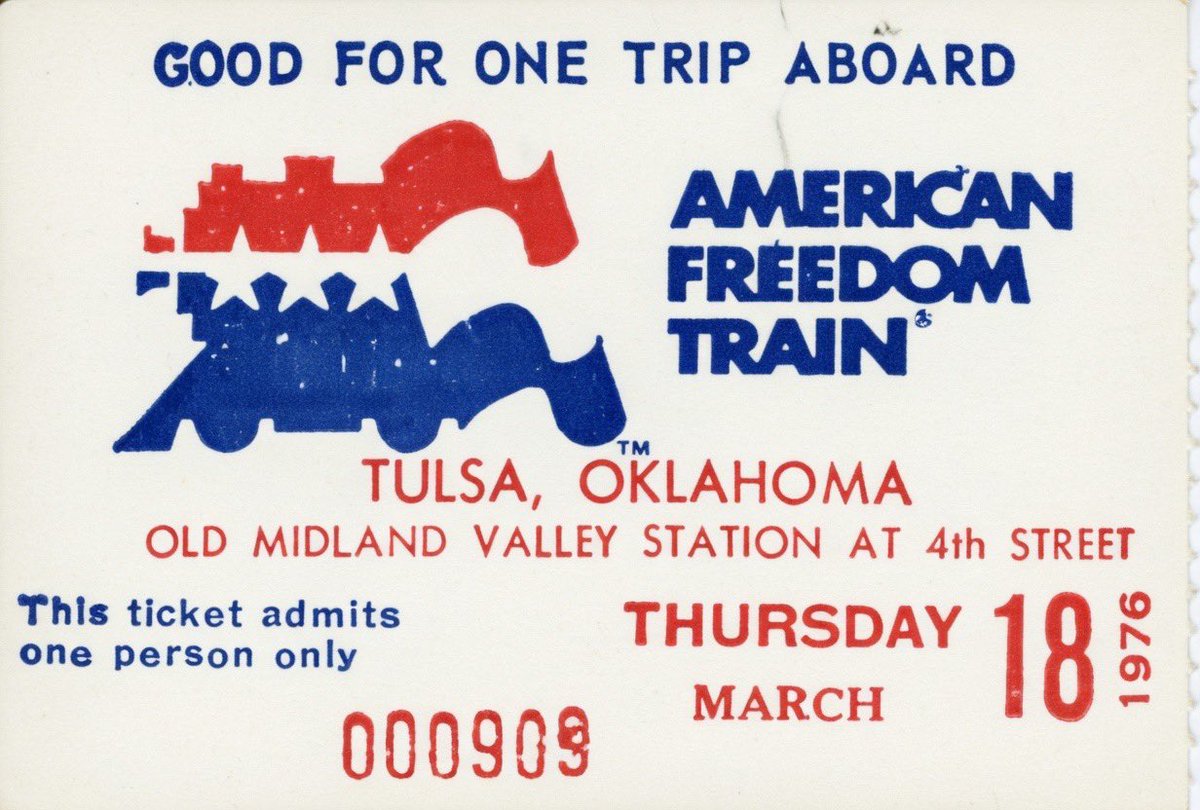 GOOD FOR ONE TRIP ABOARD
AMERICAN
FREEDOM
TRAIN®
TM
TULSA, OKLAHOMA
OLD MIDLAND VALLEY STATION AT 4th STREET
This ticket admits
one person only
THURSDAY 18 1976
MARCH